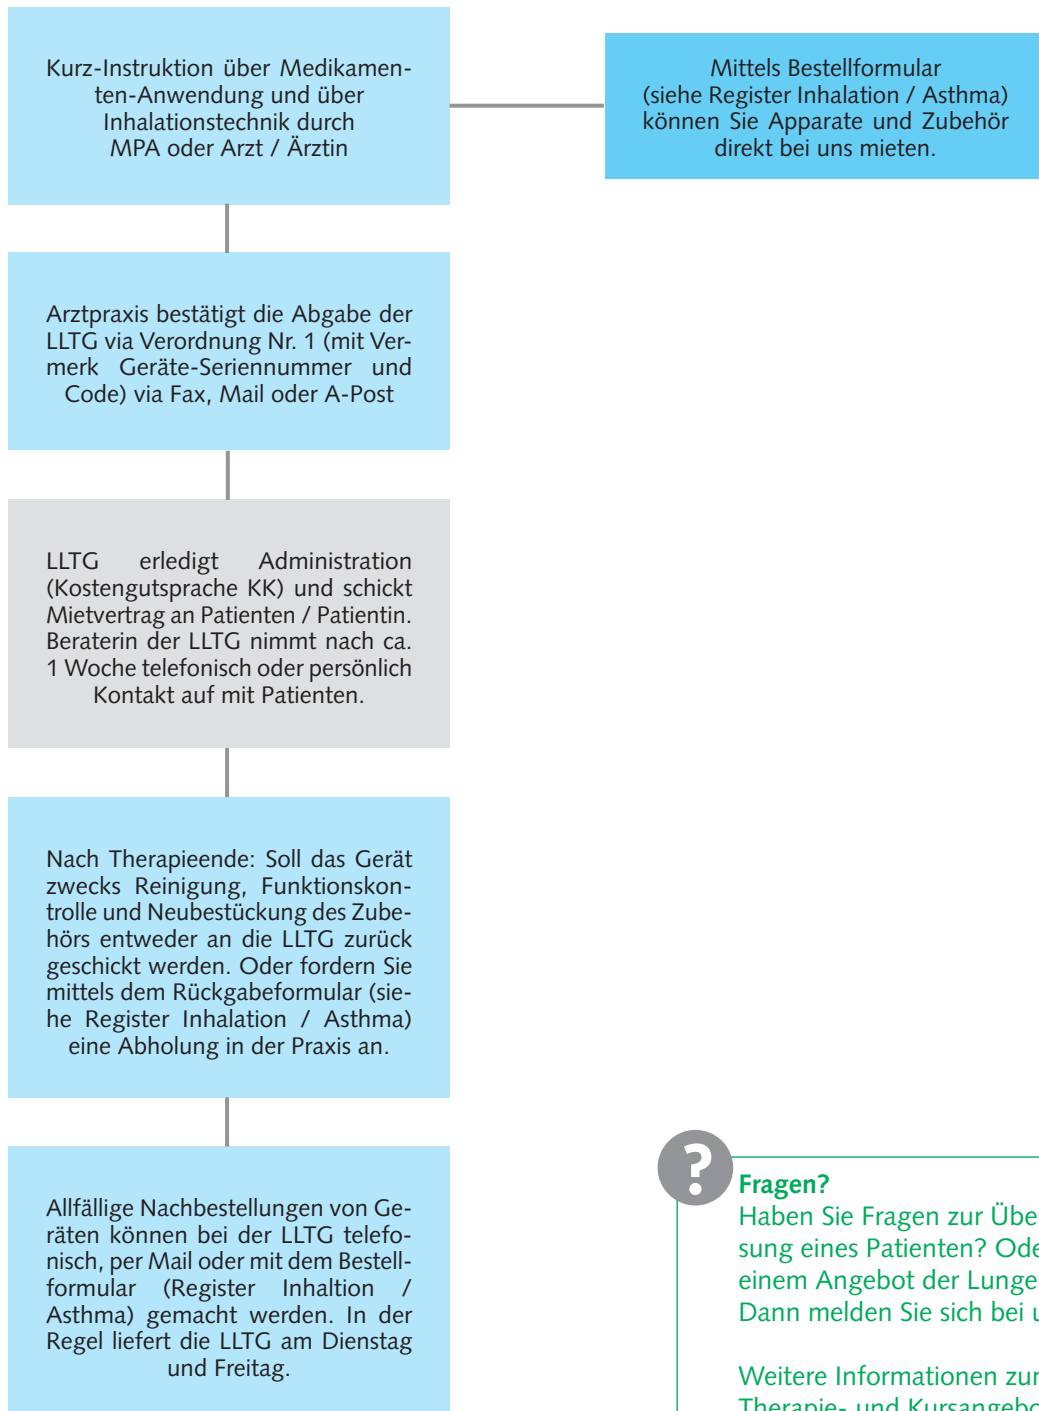 Kurz-Instruktion über Medikamen-
ten-Anwendung und über
Inhalationstechnik durch
MPA oder Arzt / Ärztin
Mittels Bestellformular
(siehe Register Inhalation / Asthma)
können Sie Apparate und Zubehör
direkt bei uns mieten.
Arztpraxis bestätigt die Abgabe der
LLTG via Verordnung Nr. 1 (mit Ver-
merk Geräte-Seriennummer und
Code) via Fax, Mail oder A-Post
LLTG erledigt Administration
(Kostengutsprache KK) und schickt
Mietvertrag an Patienten / Patientin.
Beraterin der LLTG nimmt nach ca.
1 Woche telefonisch oder persönlich
Kontakt auf mit Patienten.
Nach Therapieende: Soll das Gerät
zwecks Reinigung, Funktionskon-
trolle und Neubestückung des Zube-
hörs entweder an die LLTG zurück
geschickt werden. Oder fordern Sie
mittels dem Rückgabeformular (sie-
he Register Inhalation / Asthma)
eine Abholung in der Praxis an.
Allfällige Nachbestellungen von Ge-
räten können bei der LLTG telefo-
nisch, per Mail oder mit dem Bestell-
formular (Register Inhaltion /
Asthma) gemacht werden. In der
Regel liefert die LLTG am Dienstag
und Freitag.
?
Fragen?
Haben Sie Fragen zur Übe
sung eines Patienten? Ode
einem Angebot der Lunge
Dann melden Sie sich bei u
Weitere Informationen zur
Therapie- und Kursangebo